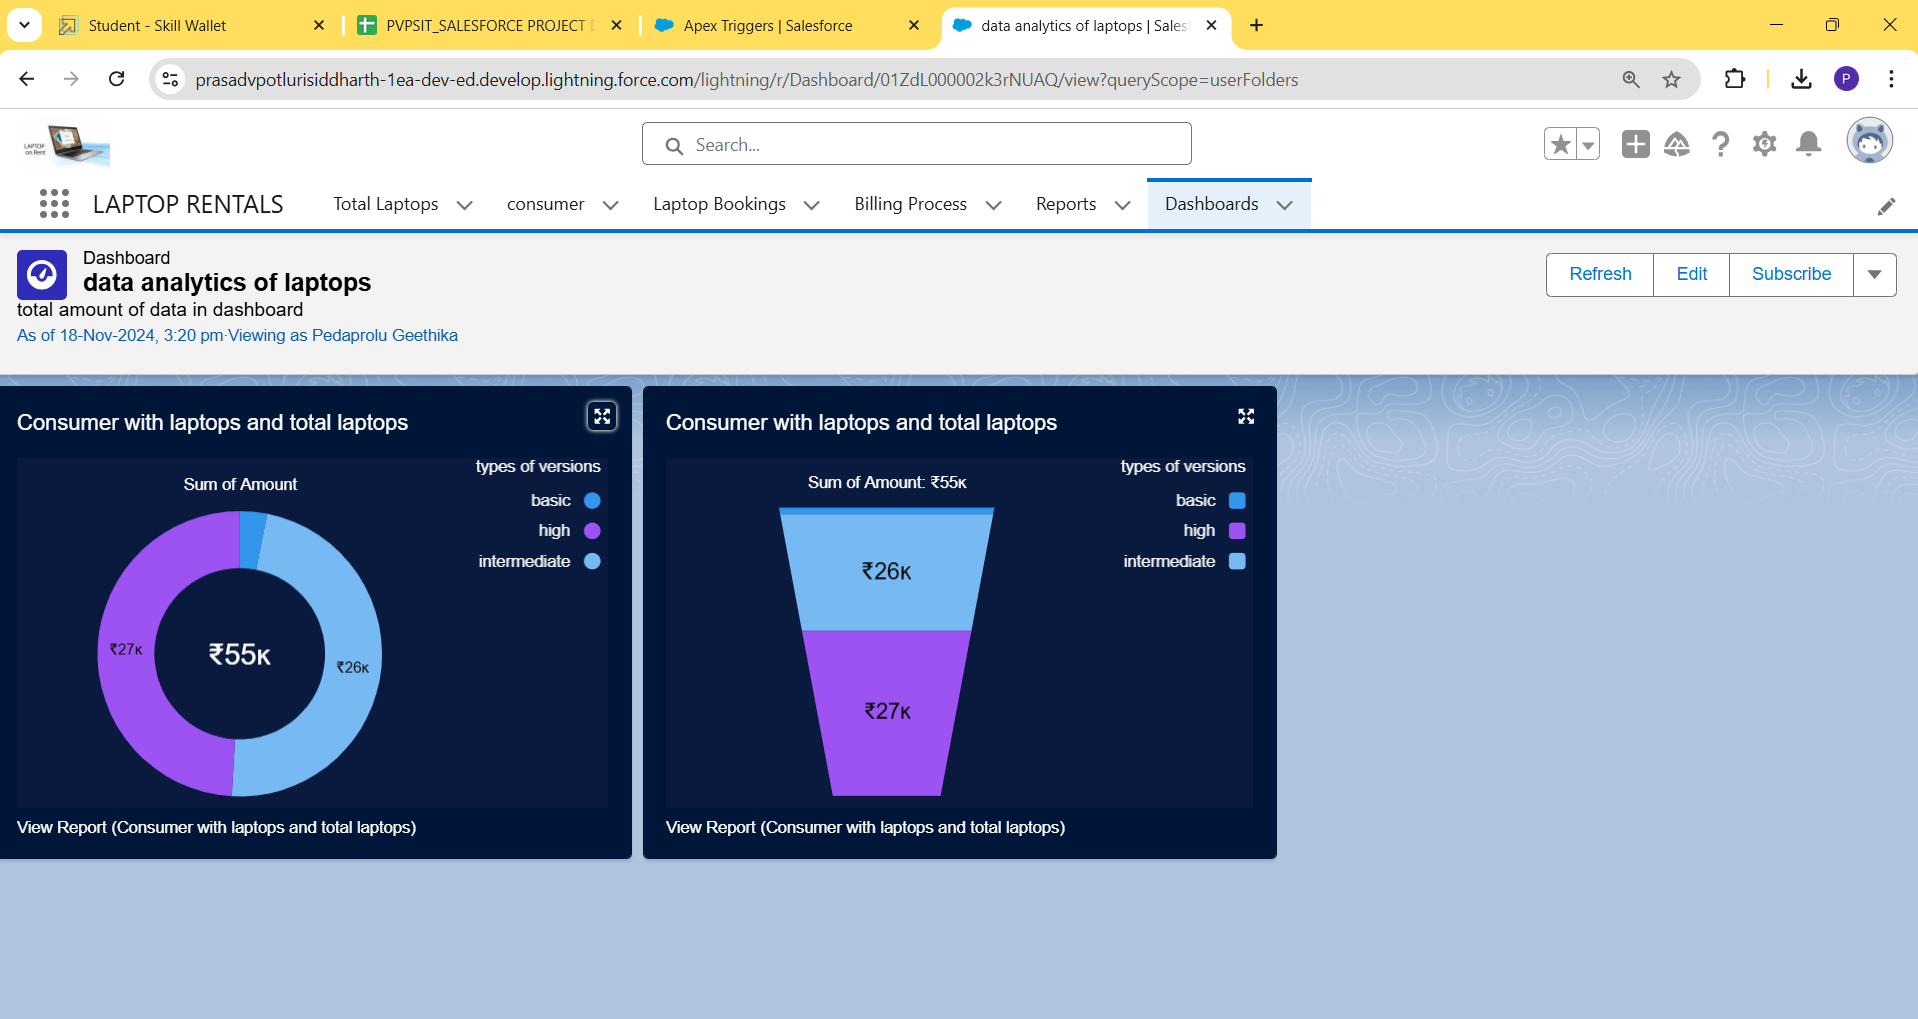 Student - Skill Wallet
PVPSIT_SALESFORCE PROJECT
Apex Triggers | Salesforce
data analytics of laptops | Sales
prasadvpotlurisiddharth-1ea-dev-ed.develop.lightning.force.com/lightning/r/Dashboard/01ZdL000002k3rNUAQ/view?queryScope=userFolders
P
LAPTOP
on Rent
Search...
LAPTOP RENTALS
Total Laptops
consumer
Laptop Bookings
Billing Process
Reports
Dashboards
Dashboard
data analytics of laptops
total amount of data in dashboard
As of 18-Nov-2024, 3:20 pm·Viewing as Pedaprolu Geethika
Refresh
Edit
Subscribe
Consumer with laptops and total laptops
types of versions
Sum of Amount
basic
high
intermediate
₹27K
₹55K
₹26K
View Report (Consumer with laptops and total laptops)
Consumer with laptops and total laptops
types of versions
Sum of Amount: ₹55K
basic
high
intermediate
₹26K
₹27K
View Report (Consumer with laptops and total laptops)